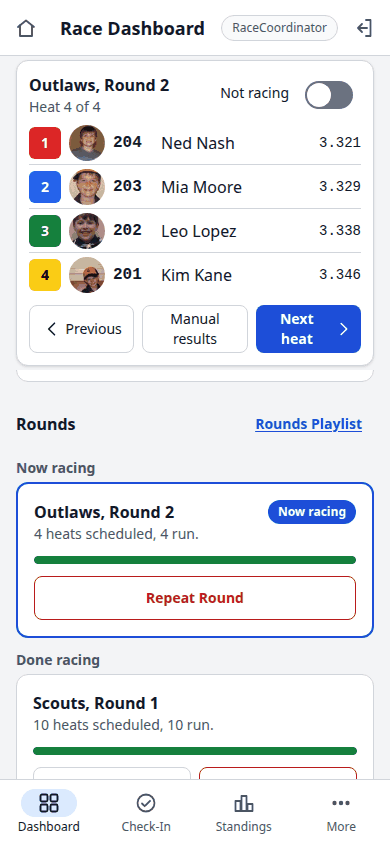 Race Dashboard
RaceCoordinator
Outlaws, Round 2
Heat 4 of 4
Not racing
1 204 Ned Nash 3.321
2 203 Mia Moore 3.329
3 202 Leo Lopez 3.338
4 201 Kim Kane 3.346
Previous
Manual
results
Next
heat
Rounds
Rounds Playlist
Now racing
Outlaws, Round 2
Now racing
4 heats scheduled, 4 run.
Repeat Round
Done racing
Scouts, Round 1
10 heats scheduled, 10 run.
Dashboard
Check-In
Standings
More